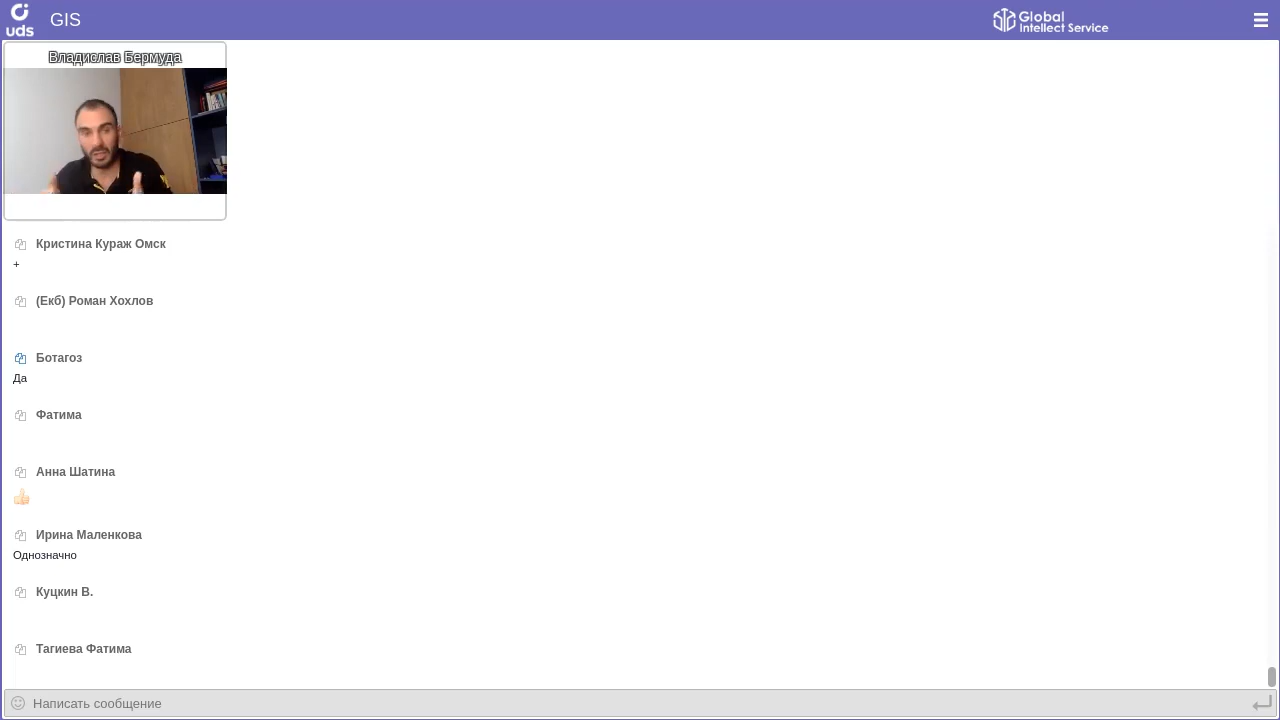 uds
GIS
Global
Intellect Service
Владислав Бермуда
Кристина Кураж Омск
+
(Екб) Роман Хохлов
Ботагоз
Да
Фатима
Анна Шатина
Ирина Маленкова
Однозначно
Куцкин В.
Тагиева Фатима
Написать сообщение